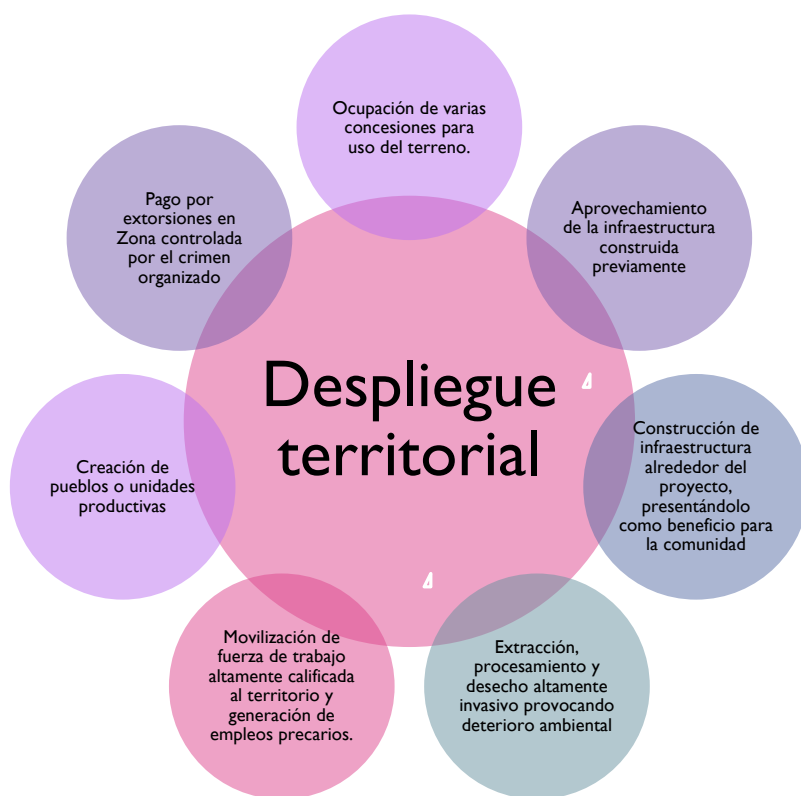 Ocupación de varias
concesiones para
uso del terreno.
Aprovechamiento
de la infraestructura
construida
previamente
Construcción de
infraestructura
alrededor del
proyecto,
presentándolo
como beneficio para
la comunidad
Extracción,
procesamiento y
desecho altamente
invasivo provocando
deterioro ambiental
Movilización de
fuerza de trabajo
altamente calificada
al territorio y
generación de
empleos precarios.
Creación de
pueblos o unidades
productivas
Pago por
extorsiones en
Zona controlada
por el crimen
organizado
Despliegue
territorial